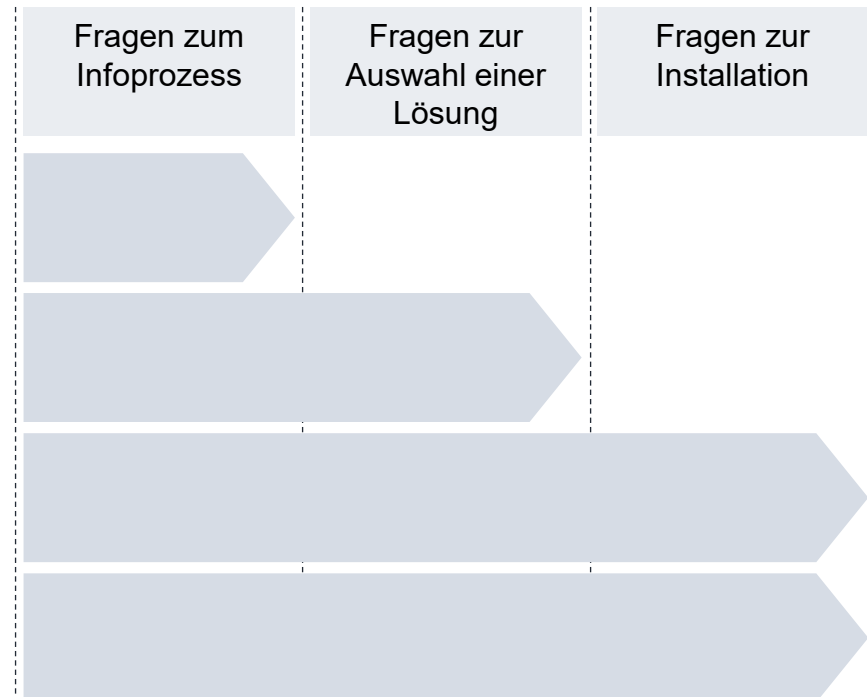 Fragen zum
Infoprozess
Fragen zur
Auswahl einer
Lösung
Fragen zur
Installation